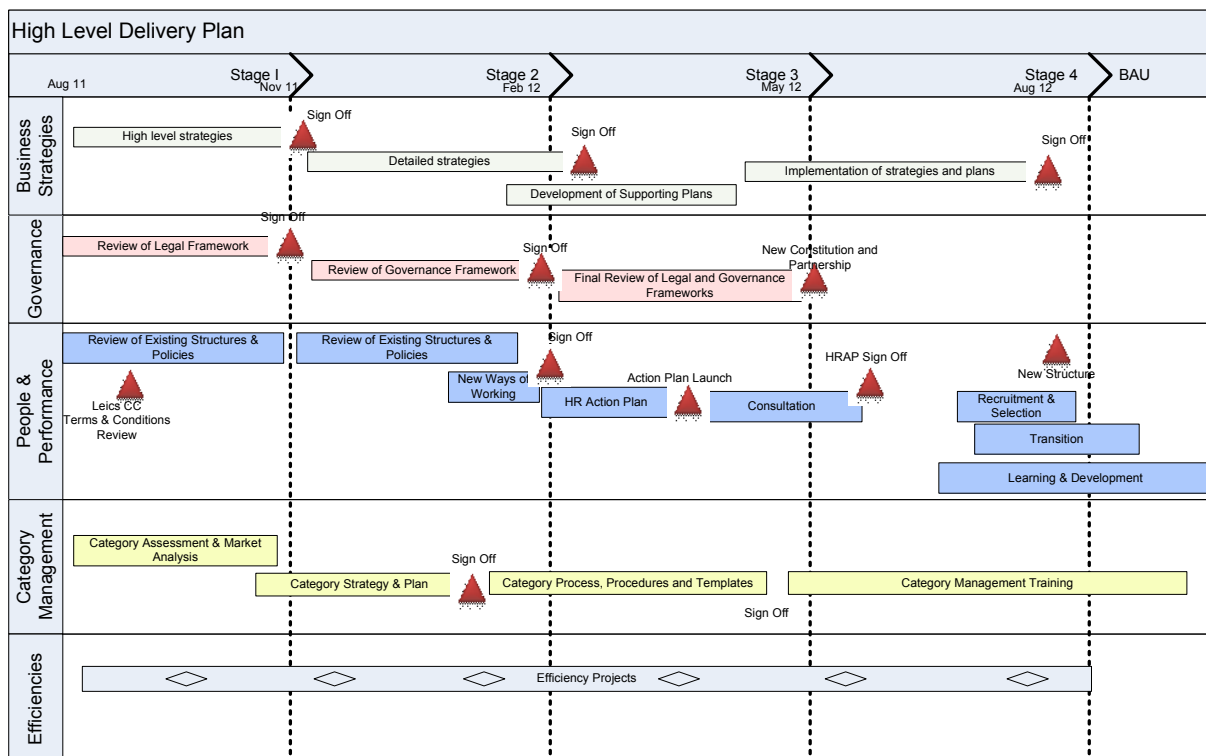 High Level Delivery Plan
Aug 11
Stage I
Nov 11
Stage 2
Feb 12
Stage 3
May 12
Stage 4
Aug 12
BAU
Business
Strategies
High level strategies
Sign Off
Detailed strategies
Sign Off
Development of Supporting Plans
Implementation of strategies and plans
Sign Off
Governance
Review of Legal Framework
Sign Off
Review of Governance Framework
Sign Off
Final Review of Legal and Governance
Frameworks
New Constitution and
Partnership
People &
Performance
Review of Existing Structures &
Policies
Leics CC
Terms & Conditions
Review
Review of Existing Structures &
Policies
New Ways of
Working
Sign Off
HR Action Plan
Action Plan Launch
Consultation
HRAP Sign Off
New Structure
Recruitment &
Selection
Transition
Learning & Development
Category
Management
Category Assessment & Market
Analysis
Category Strategy & Plan
Sign Off
Category Process, Procedures and Templates
Sign Off
Category Management Training
Efficiencies
Efficiency Projects